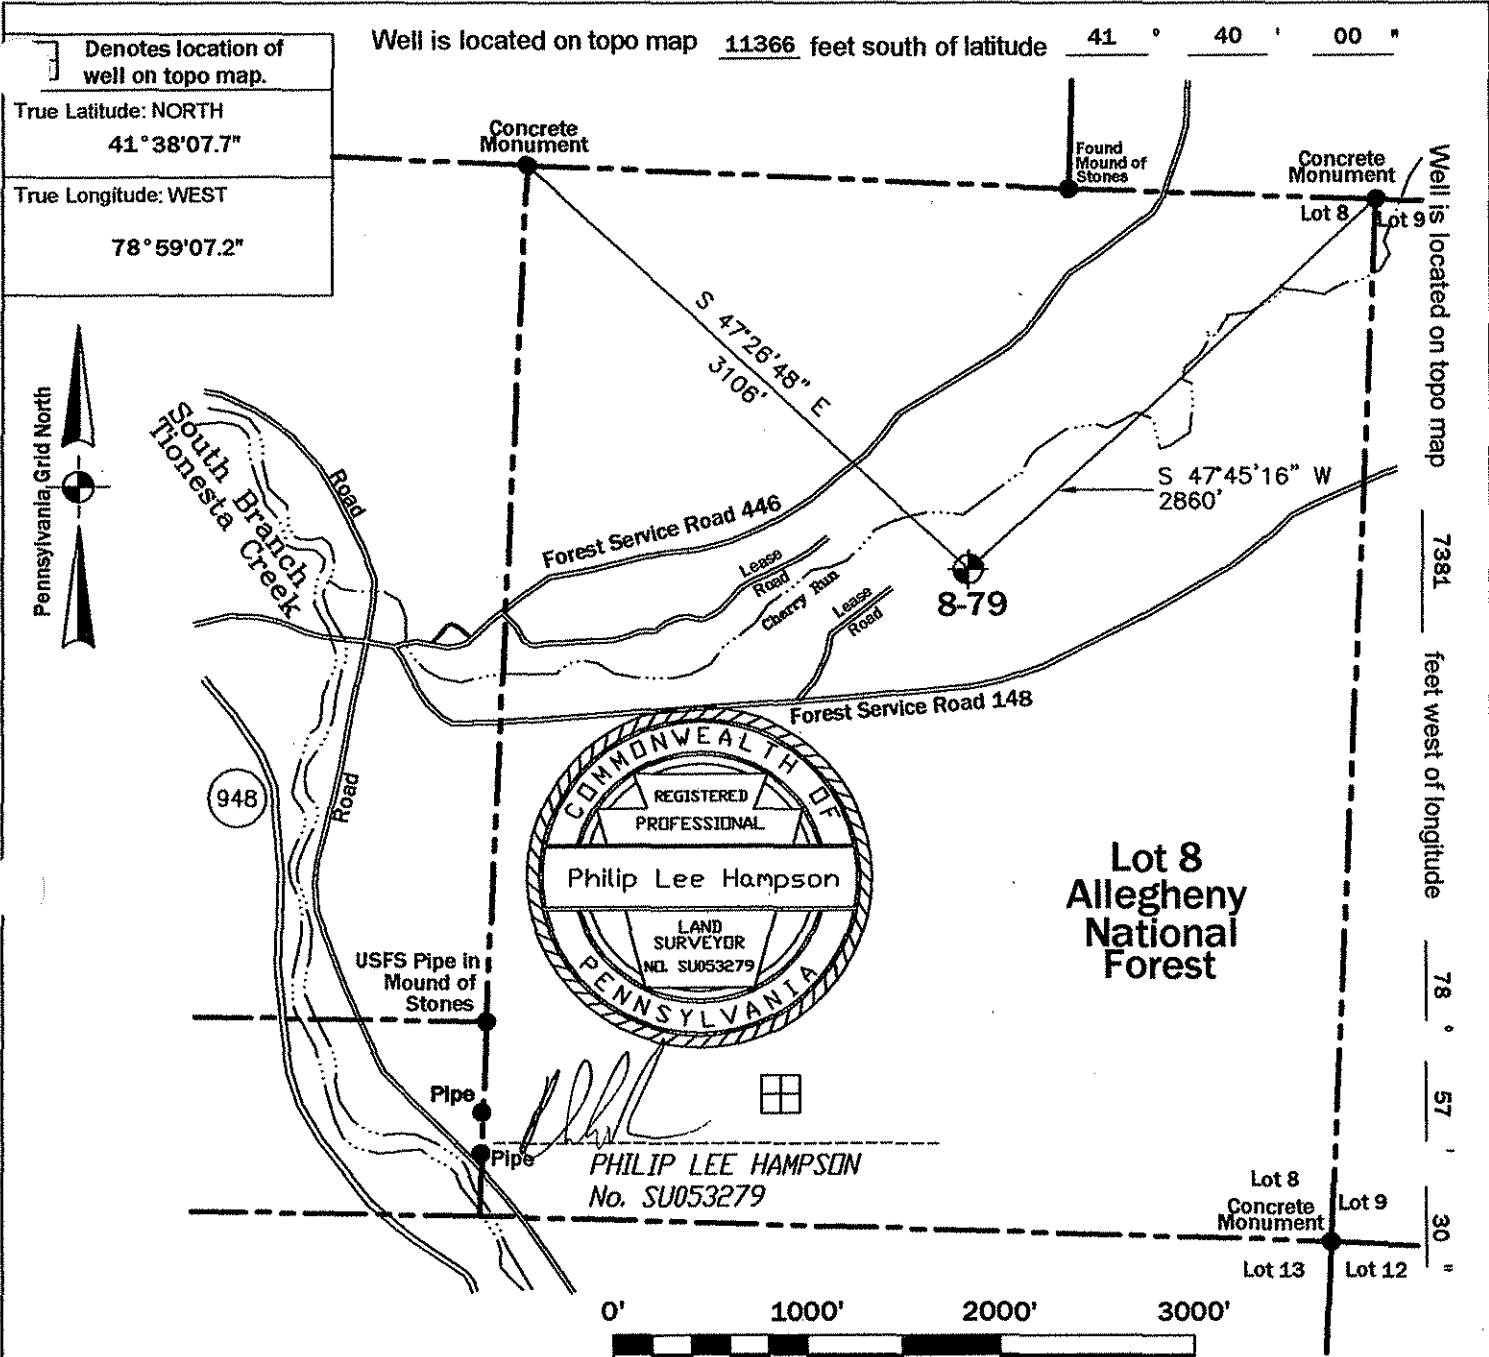 Denotes location of
well on topo map.
True Latitude: NORTH
41°38'07.7"
True Longitude: WEST
78°59'07.2"
Well is located on topo map 11366 feet south of latitude 41 ° 40 ' 00 "
Well is located on topo map 7381 feet west of longitude 78 ° 57 ' 30 "
Concrete
Monument
Found
Mound of
Stones
Concrete
Monument
Lot 8
Lot 9
Pennsylvania Grid North
S 47°26'48" E
3106'
S 47°45'16" W
2860'
South Branch
Tionesta Creek
Road
Forest Service Road 446
Lease
Road
Cherry Run
Lease
Road
8-79
Forest Service Road 148
948
Road
COMMONWEALTH OF
REGISTERED
PROFESSIONAL
Philip Lee Hampson
LAND
SURVEYOR
NO. SU053279
PENNSYLVANIA
Lot 8
Allegheny
National
Forest
USFS Pipe in
Mound of
Stones
Pipe
Pipe
PHILIP LEE HAMPSON
No. SU053279
Lot 8
Concrete
Monument
Lot 9
Lot 13
Lot 12
0' 1000' 2000' 3000'